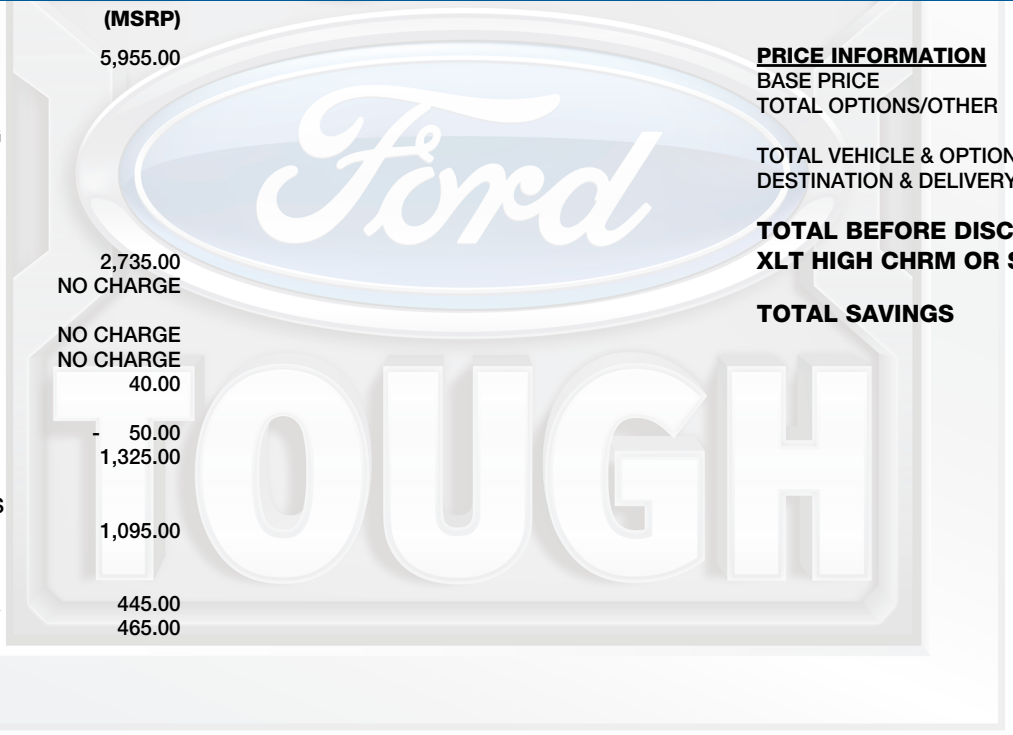 (MSRP)
5,955.00
2,735.00
NO CHARGE
NO CHARGE
NO CHARGE
40.00
- 50.00
1,325.00
S
1,095.00
445.00
465.00
PRICE INFORMATION
BASE PRICE
TOTAL OPTIONS/OTHER
TOTAL VEHICLE & OPTION
DESTINATION & DELIVERY
TOTAL BEFORE DISC
XLT HIGH CHRM OR S
TOTAL SAVINGS
Ford
TOUGH